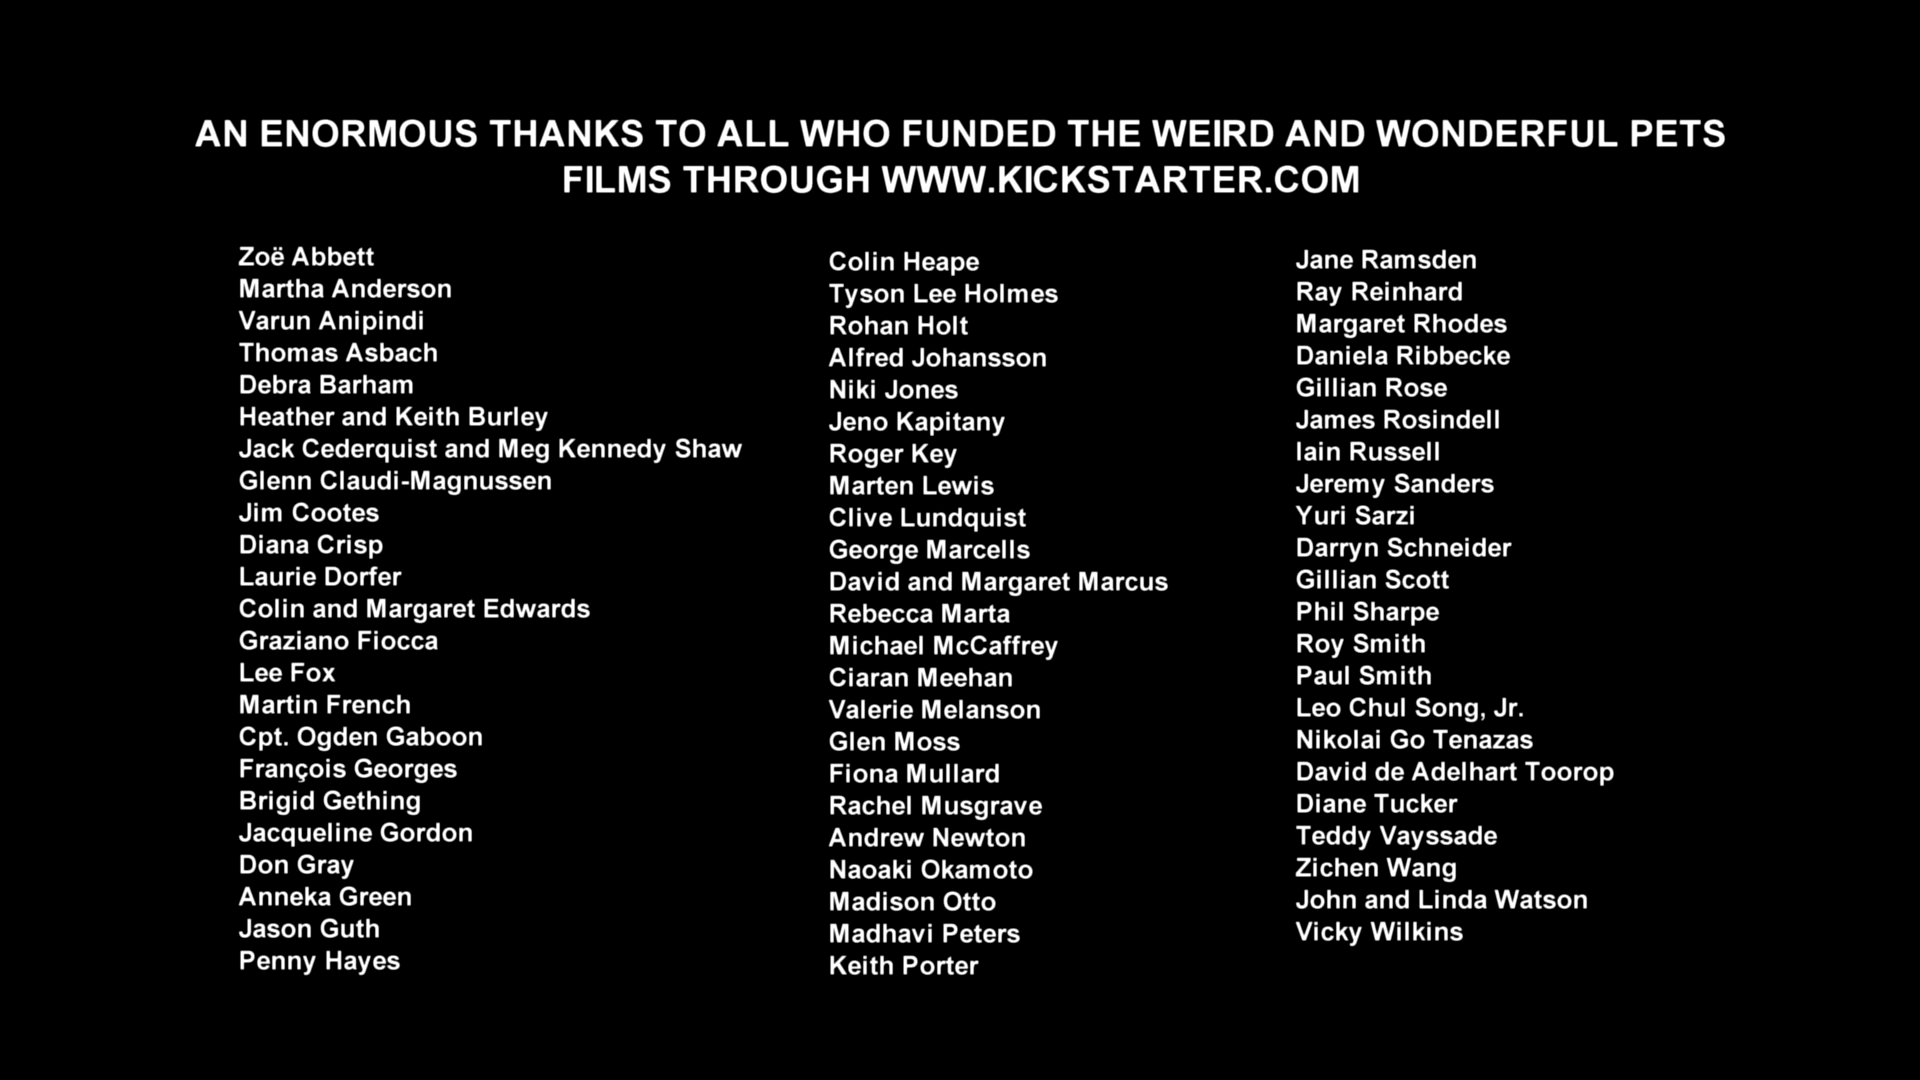 AN ENORMOUS THANKS TO ALL WHO FUNDED THE WEIRD AND WONDERFUL PETS
FILMS THROUGH WWW.KICKSTARTER.COM
Zoë Abbett
Martha Anderson
Varun Anipindi
Thomas Asbach
Debra Barham
Heather and Keith Burley
Jack Cederquist and Meg Kennedy Shaw
Glenn Claudi-Magnussen
Jim Cootes
Diana Crisp
Laurie Dorfer
Colin and Margaret Edwards
Graziano Fiocca
Lee Fox
Martin French
Cpt. Ogden Gaboon
François Georges
Brigid Gething
Jacqueline Gordon
Don Gray
Anneka Green
Jason Guth
Penny Hayes
Colin Heape
Tyson Lee Holmes
Rohan Holt
Alfred Johansson
Niki Jones
Jeno Kapitany
Roger Key
Marten Lewis
Clive Lundquist
George Marcells
David and Margaret Marcus
Rebecca Marta
Michael McCaffrey
Ciaran Meehan
Valerie Melanson
Glen Moss
Fiona Mullard
Rachel Musgrave
Andrew Newton
Naoaki Okamoto
Madison Otto
Madhavi Peters
Keith Porter
Jane Ramsden
Ray Reinhard
Margaret Rhodes
Daniela Ribbecke
Gillian Rose
James Rosindell
Iain Russell
Jeremy Sanders
Yuri Sarzi
Darryn Schneider
Gillian Scott
Phil Sharpe
Roy Smith
Paul Smith
Leo Chul Song, Jr.
Nikolai Go Tenazas
David de Adelhart Toorop
Diane Tucker
Teddy Vayssade
Zichen Wang
John and Linda Watson
Vicky Wilkins